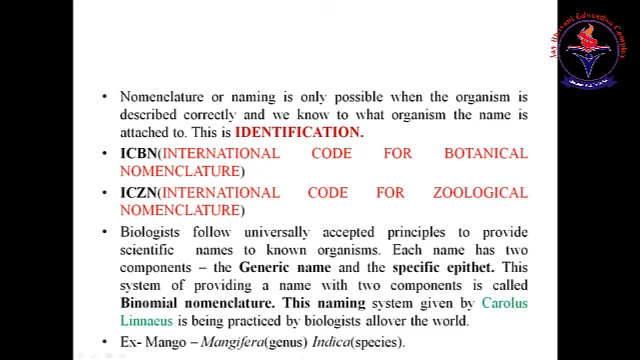 Jay Bhavani Education Complex
• Nomenclature or naming is only possible when the organism is
described correctly and we know to what organism the name is
attached to. This is IDENTIFICATION.
• ICBN(INTERNATIONAL CODE FOR BOTANICAL
NOMENCLATURE)
• ICZN(INTERNATIONAL CODE FOR ZOOLOGICAL
NOMENCLATURE)
• Biologists follow universally accepted principles to provide
scientific names to known organisms. Each name has two
components – the Generic name and the specific epithet. This
system of providing a name with two components is called
Binomial nomenclature. This naming system given by Carolus
Linnaeus is being practiced by biologists allover the world.
• Ex- Mango – Mangifera(genus) Indica(species).